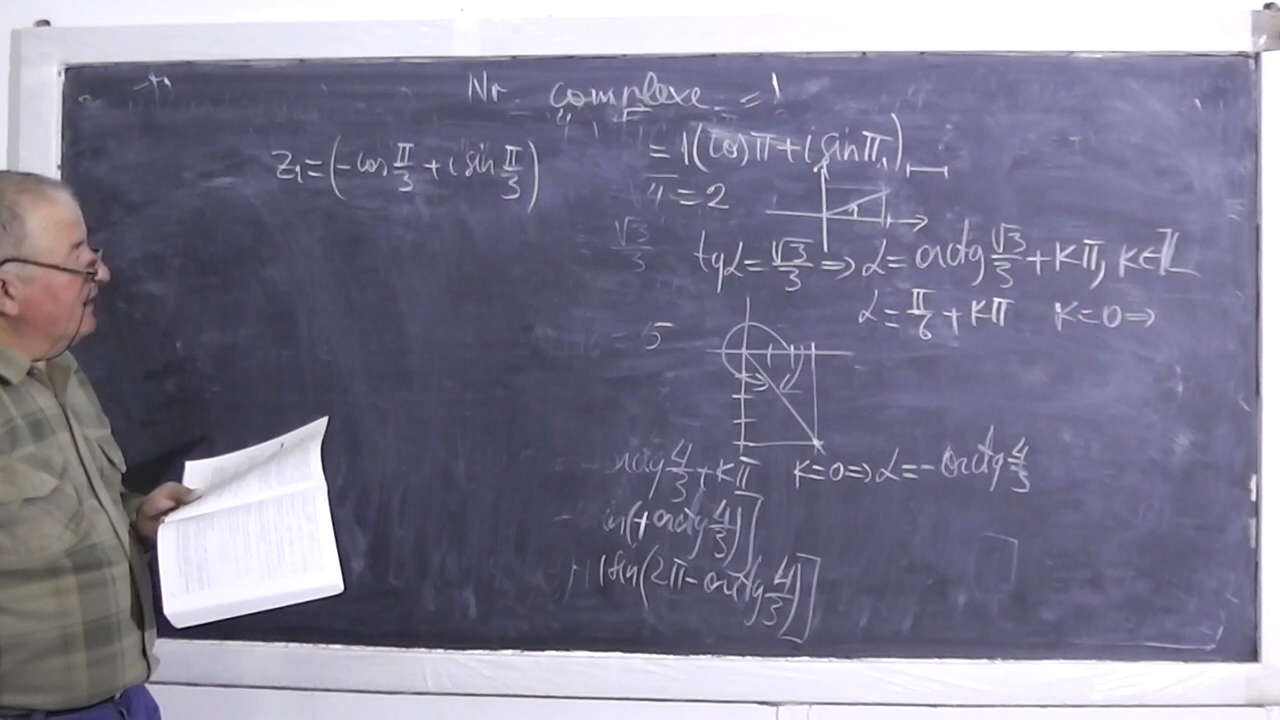 Nr complexe = 1
z₁=(-cos π/3 + i sin π/3)
= 1(cos π + i sin π)
4 = 2
√3/3
tg α = √3/3 ⇒ α = arctg √3/3 + kπ, k∈Z
α = π/6 + kπ k=0 ⇒
5
arctg 4/3 + kπ k=0 ⇒ α = -arctg 4/3
in(+arctg 4/3)]
i sin(2π - arctg 4/3)]